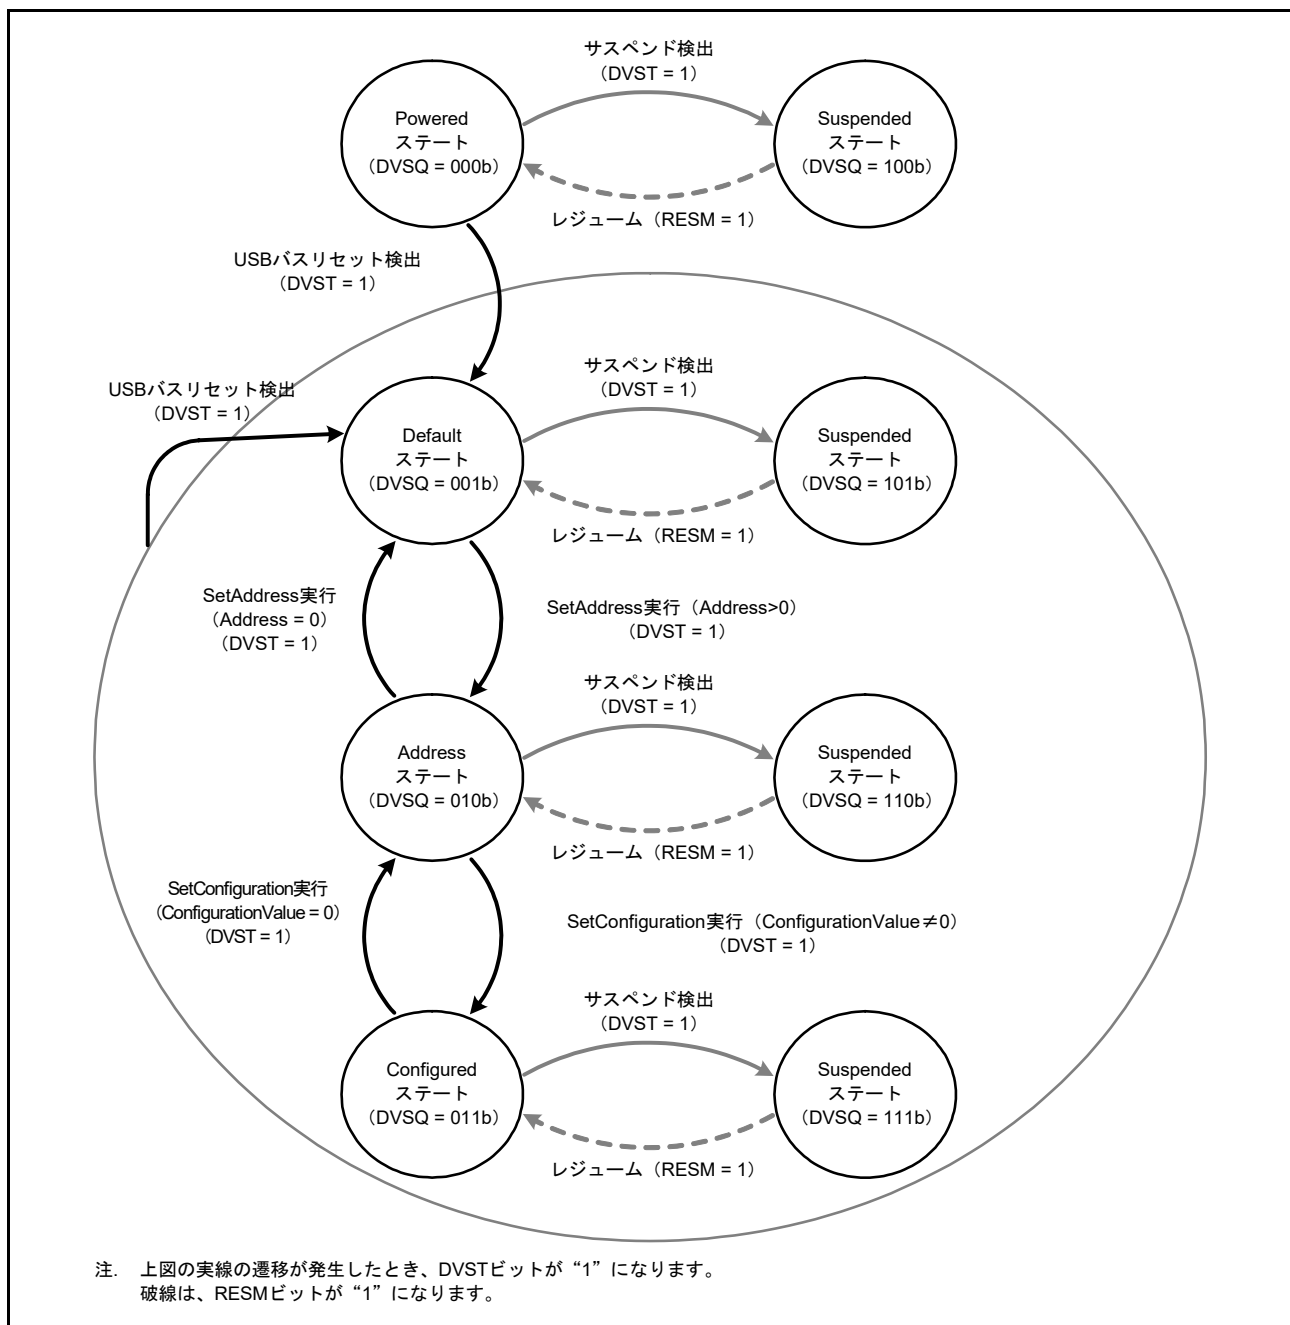 サスペンド検出
（DVST = 1）
Powered
ステート
（DVSQ = 000b）
Suspended
ステート
（DVSQ = 100b）
レジューム（RESM = 1）
USBバスリセット検出
（DVST = 1）
USBバスリセット検出
（DVST = 1）
サスペンド検出
（DVST = 1）
Default
ステート
（DVSQ = 001b）
Suspended
ステート
（DVSQ = 101b）
レジューム（RESM = 1）
SetAddress実行
（Address = 0）
（DVST = 1）
SetAddress実行（Address>0）
（DVST = 1）
サスペンド検出
（DVST = 1）
Address
ステート
（DVSQ = 010b）
Suspended
ステート
（DVSQ = 110b）
レジューム（RESM = 1）
SetConfiguration実行
（ConfigurationValue = 0）
（DVST = 1）
SetConfiguration実行（ConfigurationValue≠0）
（DVST = 1）
サスペンド検出
（DVST = 1）
Configured
ステート
（DVSQ = 011b）
Suspended
ステート
（DVSQ = 111b）
レジューム（RESM = 1）
注. 上図の実線の遷移が発生したとき、DVSTビットが“1”になります。
破線は、RESMビットが“1”になります。